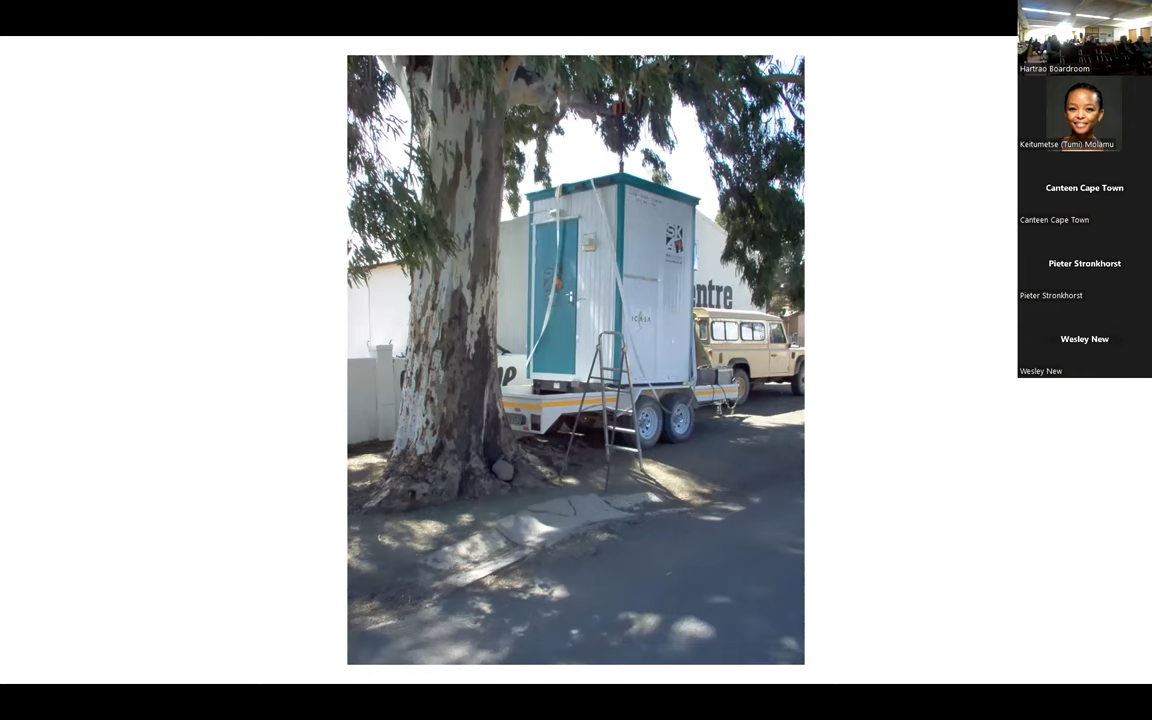 Hartrao Boardroom
Keitumetse (Tumi) Molamu
Canteen Cape Town
Canteen Cape Town
Pieter Stronkhorst
Pieter Stronkhorst
Wesley New
Wesley New
SKA
entre
ICASA